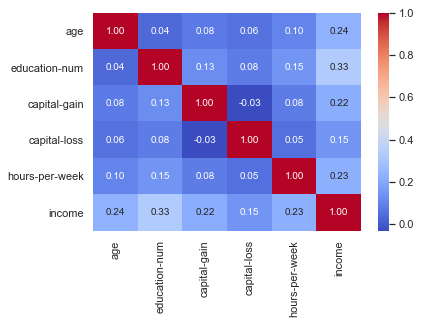 age 1.00 0.04 0.08 0.06 0.10 0.24
education-num 0.04 1.00 0.13 0.08 0.15 0.33
capital-gain 0.08 0.13 1.00 -0.03 0.08 0.22
capital-loss 0.06 0.08 -0.03 1.00 0.05 0.15
hours-per-week 0.10 0.15 0.08 0.05 1.00 0.23
income 0.24 0.33 0.22 0.15 0.23 1.00
age
education-num
capital-gain
capital-loss
hours-per-week
income
1.0
0.8
0.6
0.4
0.2
0.0